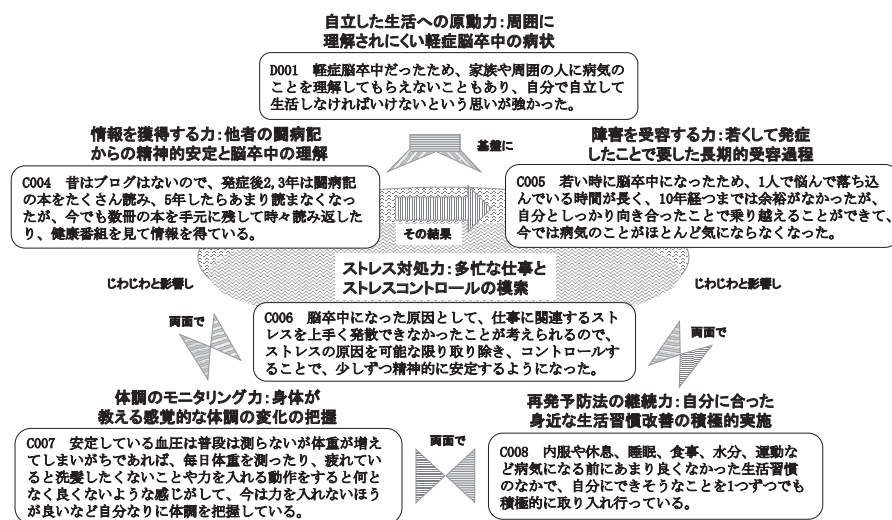 自立した生活への原動力：周囲に
理解されにくい軽症脳卒中の病状
D001　軽症脳卒中だったため、家族や周囲の人に病気の
ことを理解してもらえないこともあり、自分で自立して
生活しなければいけないという思いが強かった。
情報を獲得する力：他者の闘病記
からの精神的安定と脳卒中の理解
基盤に
障害を受容する力：若くして発症
したことで要した長期的受容過程
C004　昔はブログはないので、発症後2,3年は闘病記
の本をたくさん読み、5年したらあまり読まなくなっ
たが、今でも数冊の本を手元に残して時々読み返した
り、健康番組を見て情報を得ている。
その結果
C005　若い時に脳卒中になったため、1人で悩んで落ち込
んでいる時間が長く、10年経つまでは余裕がなかったが、
自分としっかり向き合ったことで乗り越えることができて、
今では病気のことがほとんど気にならなくなった。
じわじわと影響し
ストレス対処力：多忙な仕事と
ストレスコントロールの模索
じわじわと影響し
C006　脳卒中になった原因として、仕事に関連するスト
レスを上手く発散できなかったことが考えられるので、
ストレスの原因を可能な限り取り除き、コントロールす
ることで、少しずつ精神的に安定するようになった。
両面で
両面で
体調のモニタリング力：身体が
教える感覚的な体調の変化の把握
再発予防法の継続力：自分に合った
身近な生活習慣改善の積極的実施
C007　安定している血圧は普段は測らないが体重が増え
てしまいがちであれば、毎日体重を測ったり、疲れてい
ると洗髪したくないことや力を入れる動作をすると何と
なく良くないような感じがして、今は力を入れないほう
が良いなど自分なりに体調を把握している。
両面で
C008　内服や休息、睡眠、食事、水分、運動な
ど病気になる前にあまり良くなかった生活習慣
のなかで、自分にできそうなことを1つずつでも
積極的に取り入れ行っている。